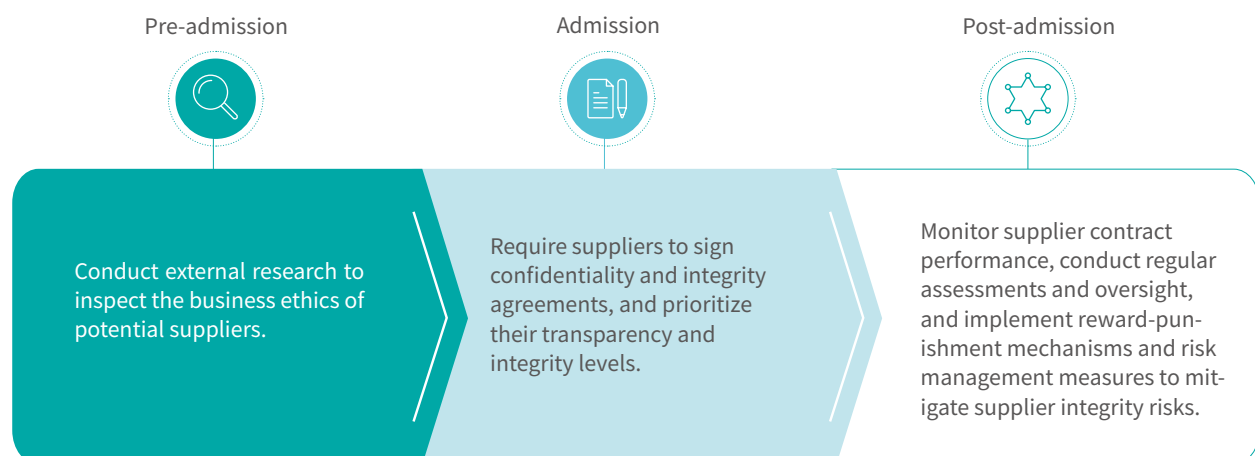 Pre-admission
Admission
Post-admission
Conduct external research to
inspect the business ethics of
potential suppliers.
Require suppliers to sign
confidentiality and integrity
agreements, and prioritize
their transparency and
integrity levels.
Monitor supplier contract
performance, conduct regular
assessments and oversight,
and implement reward-pun-
ishment mechanisms and risk
management measures to mit-
igate supplier integrity risks.